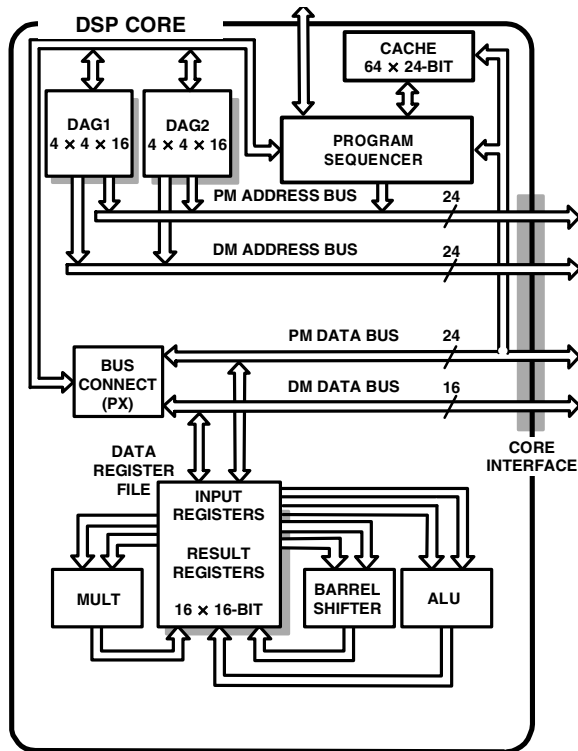 DSP CORE
CACHE
64 × 24-BIT
DAG1
4 × 4 × 16
DAG2
4 × 4 × 16
PROGRAM
SEQUENCER
PM ADDRESS BUS
24
DM ADDRESS BUS
24
PM DATA BUS
24
BUS
CONNECT
(PX)
DM DATA BUS
16
CORE
INTERFACE
DATA
REGISTER
FILE
INPUT
REGISTERS
RESULT
REGISTERS
16 × 16-BIT
MULT
BARREL
SHIFTER
ALU